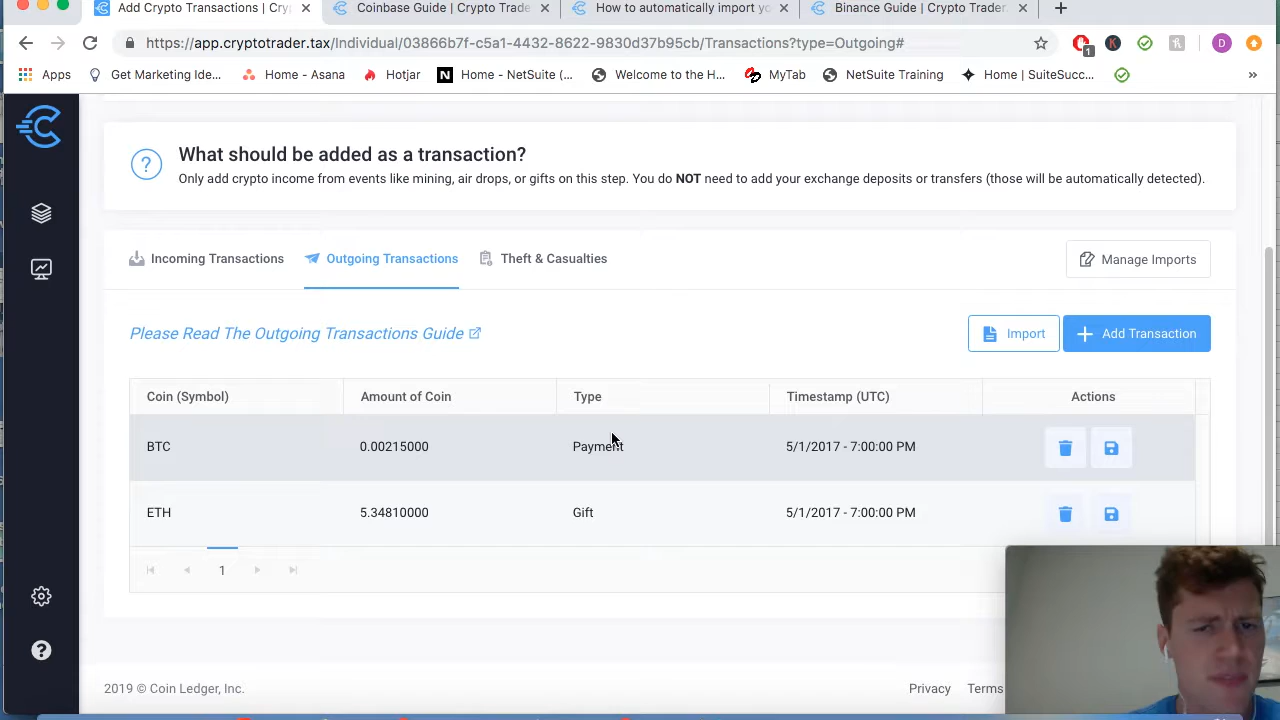 Add Crypto Transactions | Cry
Coinbase Guide | Crypto Trade
How to automatically import yo
Binance Guide | Crypto Trader
https://app.cryptotrader.tax/Individual/03866b7f-c5a1-4432-8622-9830d37b95cb/Transactions?type=Outgoing#
1
K
D
Apps
Get Marketing Ide...
Home - Asana
Hotjar
N
Home - NetSuite (...
Welcome to the H...
MyTab
NetSuite Training
Home | SuiteSucc...
»
What should be added as a transaction?
Only add crypto income from events like mining, air drops, or gifts on this step. You do NOT need to add your exchange deposits or transfers (those will be automatically detected).
Incoming Transactions
Outgoing Transactions
Theft & Casualties
Manage Imports
Please Read The Outgoing Transactions Guide
Import
Add Transaction
Coin (Symbol) Amount of Coin Type Timestamp (UTC) Actions
BTC 0.00215000 Payment 5/1/2017 - 7:00:00 PM
ETH 5.34810000 Gift 5/1/2017 - 7:00:00 PM
1
2019 © Coin Ledger, Inc.
Privacy
Terms